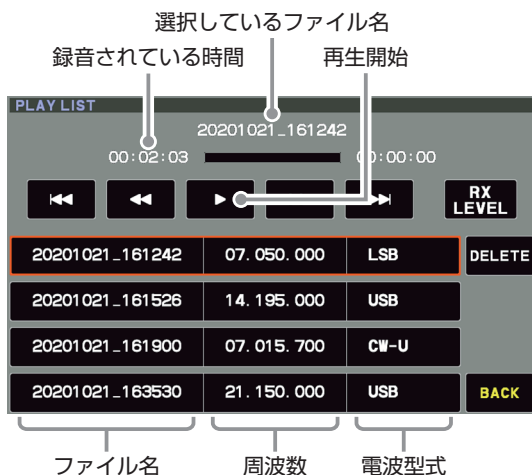 選択しているファイル名
録音されている時間 再生開始
PLAY LIST
20201021_161242
00:02:03 00:00:00
RX LEVEL
20201021_161242 07.050.000 LSB DELETE
20201021_161526 14.195.000 USB
20201021_161900 07.015.700 CW-U
20201021_163530 21.150.000 USB BACK
ファイル名 周波数 電波型式